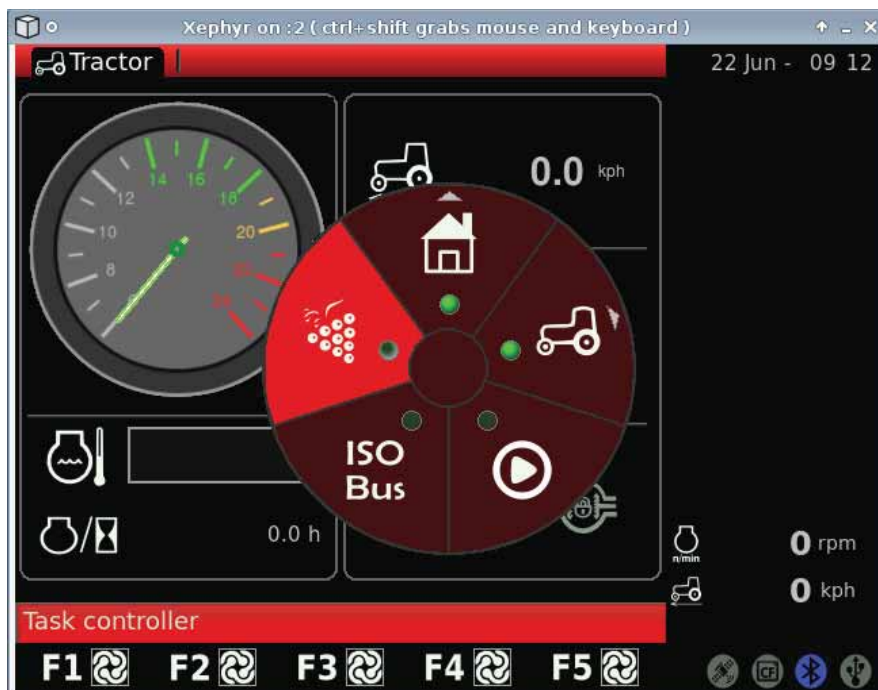 Xephyr on :2 ( ctrl+shift grabs mouse and keyboard )
Tractor
22 Jun - 09 12
8
10
12
14
16
18
20
0.0 kph
ISO
Bus
0.0 h
n/min
0 rpm
0 kph
Task controller
F1
F2
F3
F4
F5
CF